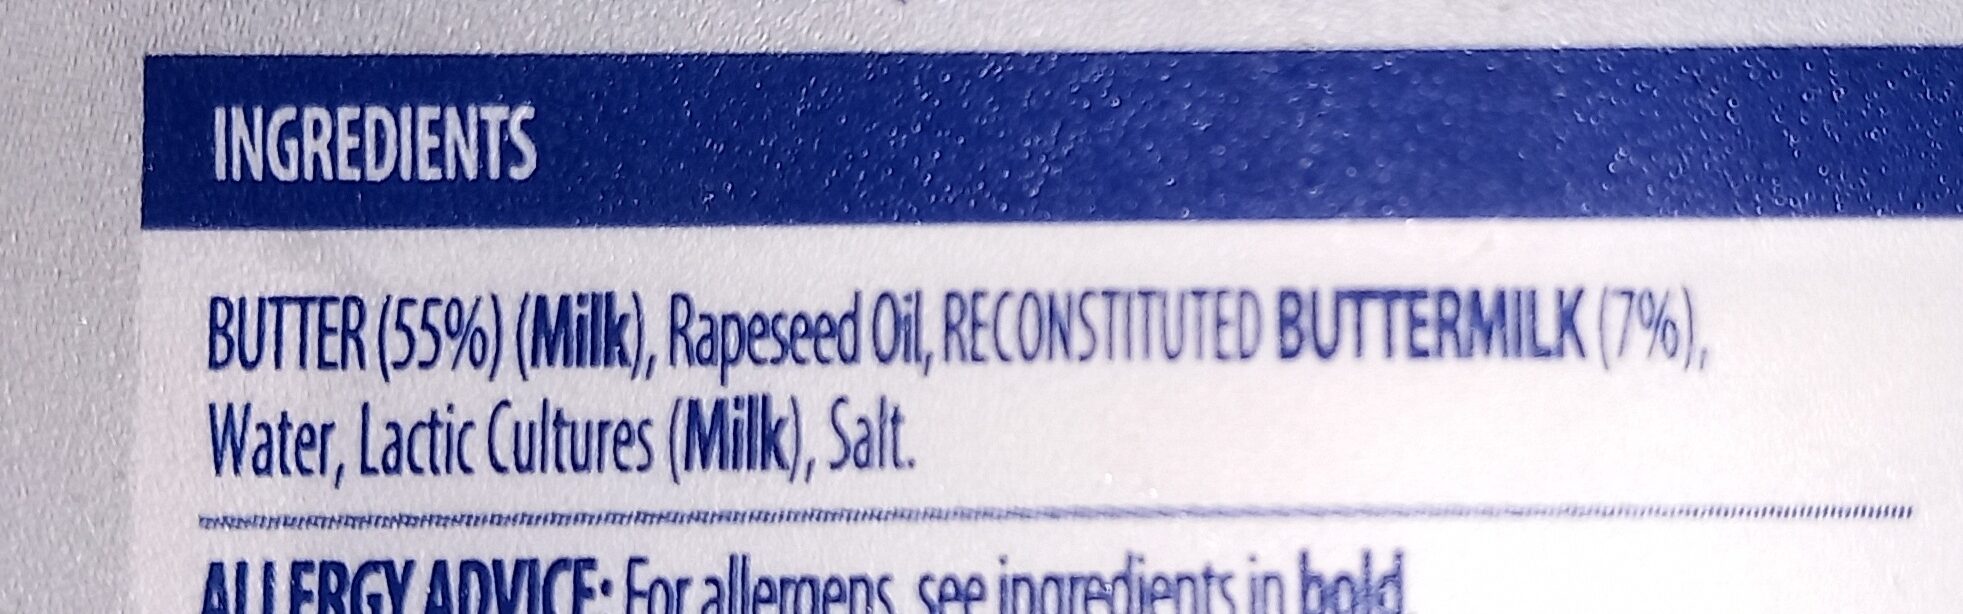 INGREDIENTS
BUTTER (55%) (Milk), Rapeseed Oil, RECONSTITUTED BUTTERMILK (7%),
Water, Lactic Cultures (Milk), Salt.
ALLERGY ADVICE: For allergens, see ingredients in bold.